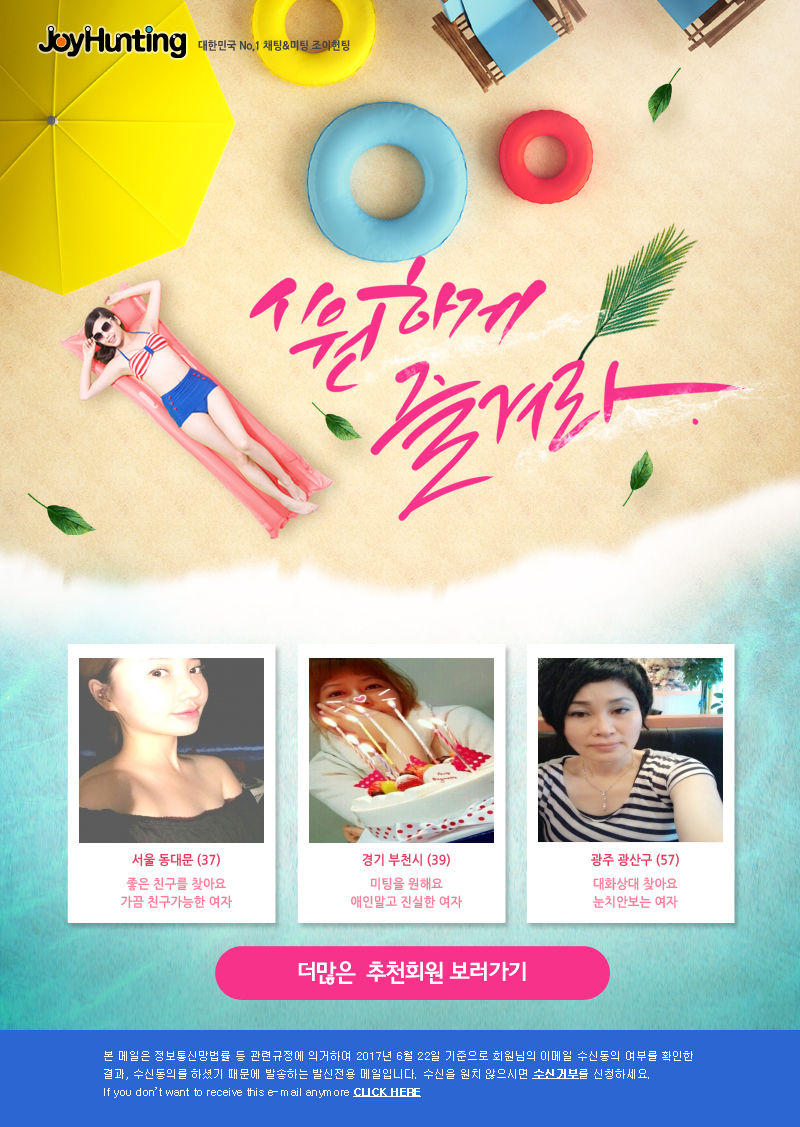 JoyHunting 대한민국 No,1 채팅&미팅 조이헌팅
시원하게
즐겨라.
서울 동대문 (37)
좋은 친구를 찾아요
가끔 친구가능한 여자
경기 부천시 (39)
미팅을 원해요
애인말고 진실한 여자
광주 광산구 (57)
대화상대 찾아요
눈치안보는 여자
더많은 추천회원 보러가기
본 메일은 정보통신망법률 등 관련규정에 의거하여 2017년 6월 22일 기준으로 회원님의 이메일 수신동의 여부를 확인한
결과, 수신동의를 하셨기 때문에 발송하는 발신전용 메일입니다. 수신을 원치 않으시면 수신거부를 신청하세요.
If you don't want to receive this e-mail anymore CLICK HERE